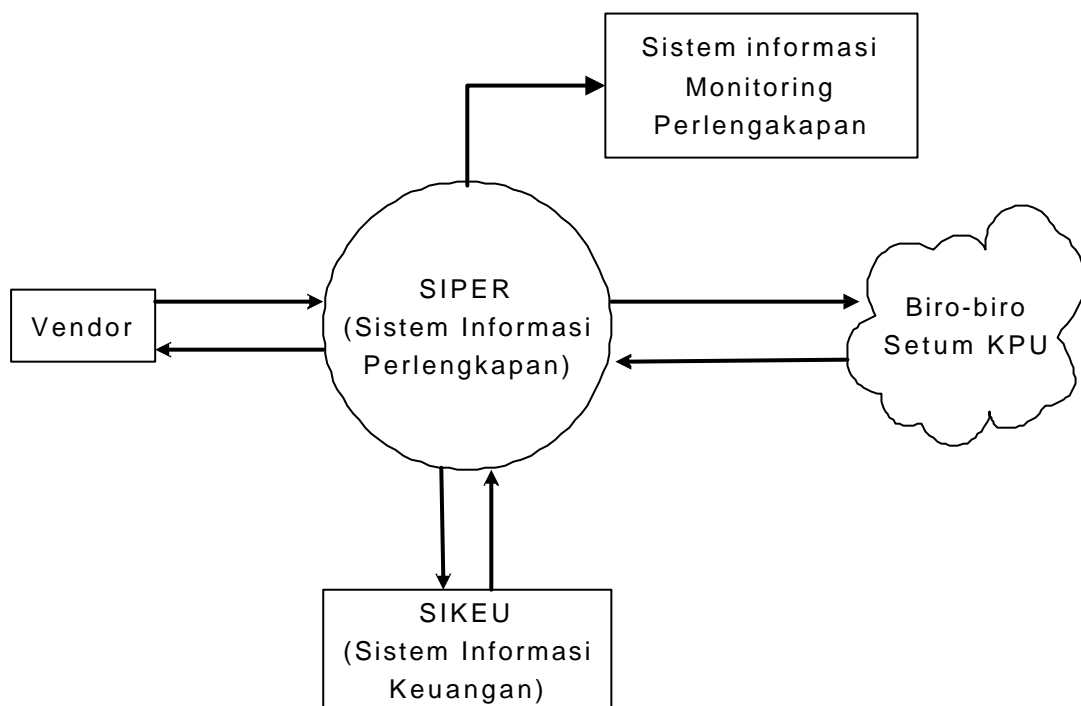 Sistem informasi
Monitoring
Perlengakapan
SIPER
(Sistem Informasi
Perlengkapan)
Vendor
Biro-biro
Setum KPU
SIKEU
(Sistem Informasi
Keuangan)